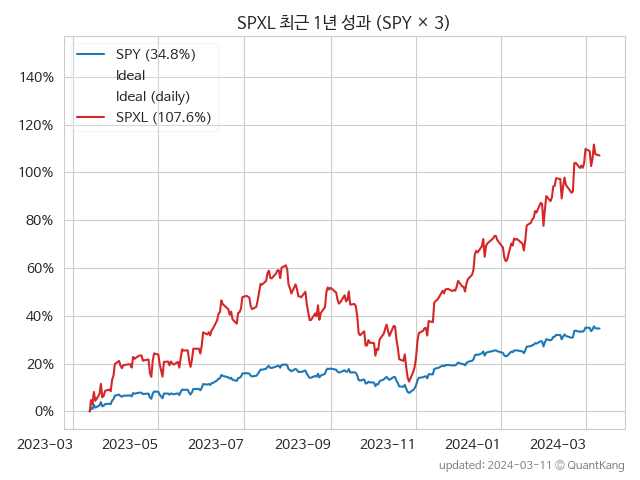 SPXL 최근 1년 성과 (SPY × 3)
SPY (34.8%)
Ideal
Ideal (daily)
SPXL (107.6%)
140%
120%
100%
80%
60%
40%
20%
0%
2023-03 2023-05 2023-07 2023-09 2023-11 2024-01 2024-03
updated: 2024-03-11 © QuantKang